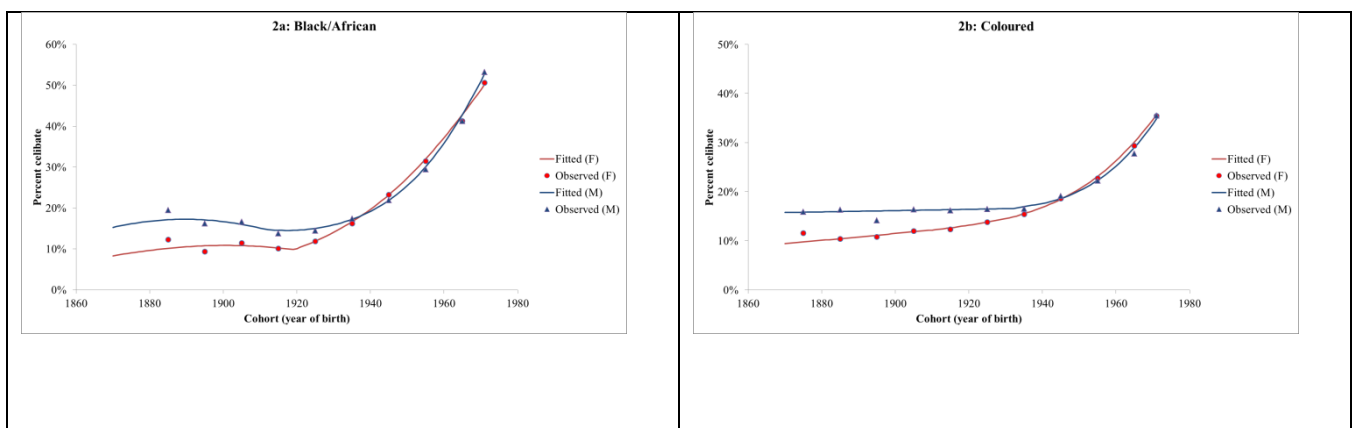 2a: Black/African
60%
50%
40%
30%
20%
10%
0%
Percent celibate
1860 1880 1900 1920 1940 1960 1980
Cohort (year of birth)
Fitted (F)
Observed (F)
Fitted (M)
Observed (M)
2b: Coloured
50%
40%
30%
20%
10%
0%
Percent celibate
1860 1880 1900 1920 1940 1960 1980
Cohort (year of birth)
Fitted (F)
Observed (F)
Fitted (M)
Observed (M)